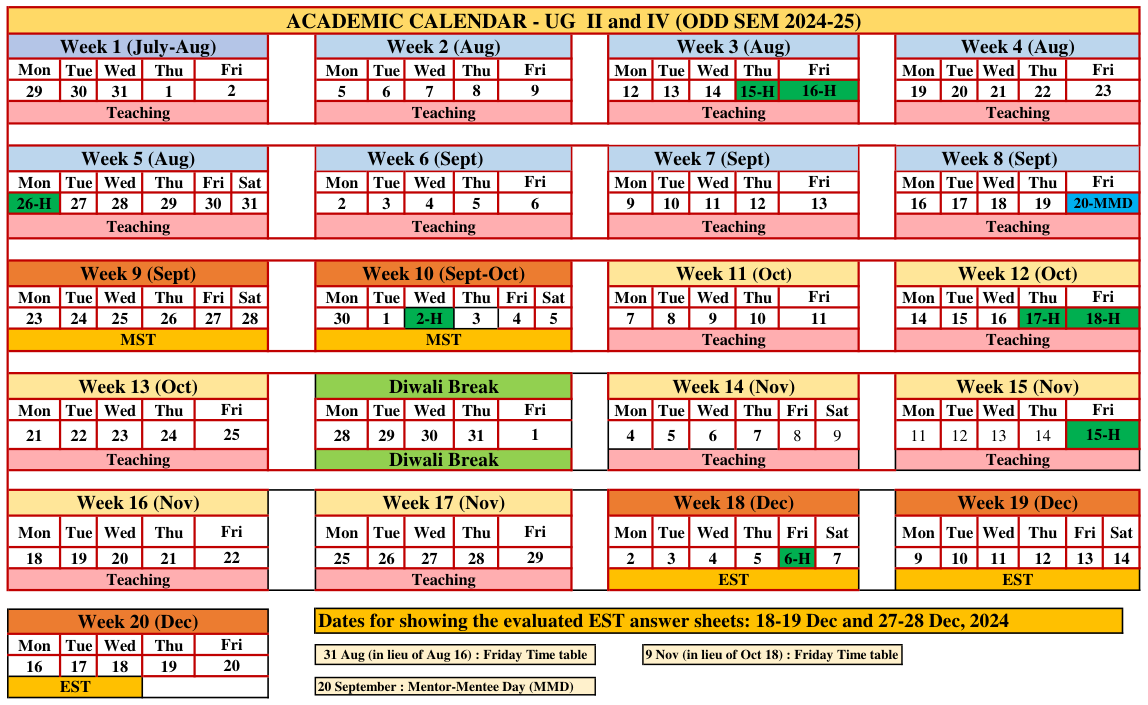 ACADEMIC CALENDAR - UG II and IV (ODD SEM 2024-25)
Week 1 (July-Aug) Week 2 (Aug) Week 3 (Aug) Week 4 (Aug)
Mon Tue Wed Thu Fri Mon Tue Wed Thu Fri Mon Tue Wed Thu Fri Mon Tue Wed Thu Fri
29 30 31 1 2 5 6 7 8 9 12 13 14 15-H 16-H 19 20 21 22 23
Teaching Teaching Teaching Teaching
Week 5 (Aug) Week 6 (Sept) Week 7 (Sept) Week 8 (Sept)
Mon Tue Wed Thu Fri Sat Mon Tue Wed Thu Fri Mon Tue Wed Thu Fri Mon Tue Wed Thu Fri
26-H 27 28 29 30 31 2 3 4 5 6 9 10 11 12 13 16 17 18 19 20-MMD
Teaching Teaching Teaching Teaching
Week 9 (Sept) Week 10 (Sept-Oct) Week 11 (Oct) Week 12 (Oct)
Mon Tue Wed Thu Fri Sat Mon Tue Wed Thu Fri Sat Mon Tue Wed Thu Fri Mon Tue Wed Thu Fri
23 24 25 26 27 28 30 1 2-H 3 4 5 7 8 9 10 11 14 15 16 17-H 18-H
MST MST Teaching Teaching
Week 13 (Oct) Diwali Break Week 14 (Nov) Week 15 (Nov)
Mon Tue Wed Thu Fri Mon Tue Wed Thu Fri Mon Tue Wed Thu Fri Sat Mon Tue Wed Thu Fri
21 22 23 24 25 28 29 30 31 1 4 5 6 7 8 9 11 12 13 14 15-H
Teaching Diwali Break Teaching Teaching
Week 16 (Nov) Week 17 (Nov) Week 18 (Dec) Week 19 (Dec)
Mon Tue Wed Thu Fri Mon Tue Wed Thu Fri Mon Tue Wed Thu Fri Sat Mon Tue Wed Thu Fri Sat
18 19 20 21 22 25 26 27 28 29 2 3 4 5 6-H 7 9 10 11 12 13 14
Teaching Teaching EST EST
Week 20 (Dec) Dates for showing the evaluated EST answer sheets: 18-19 Dec and 27-28 Dec, 2024
Mon Tue Wed Thu Fri 31 Aug (in lieu of Aug 16) : Friday Time table 9 Nov (in lieu of Oct 18) : Friday Time table
16 17 18 19 20
EST 20 September : Mentor-Mentee Day (MMD)